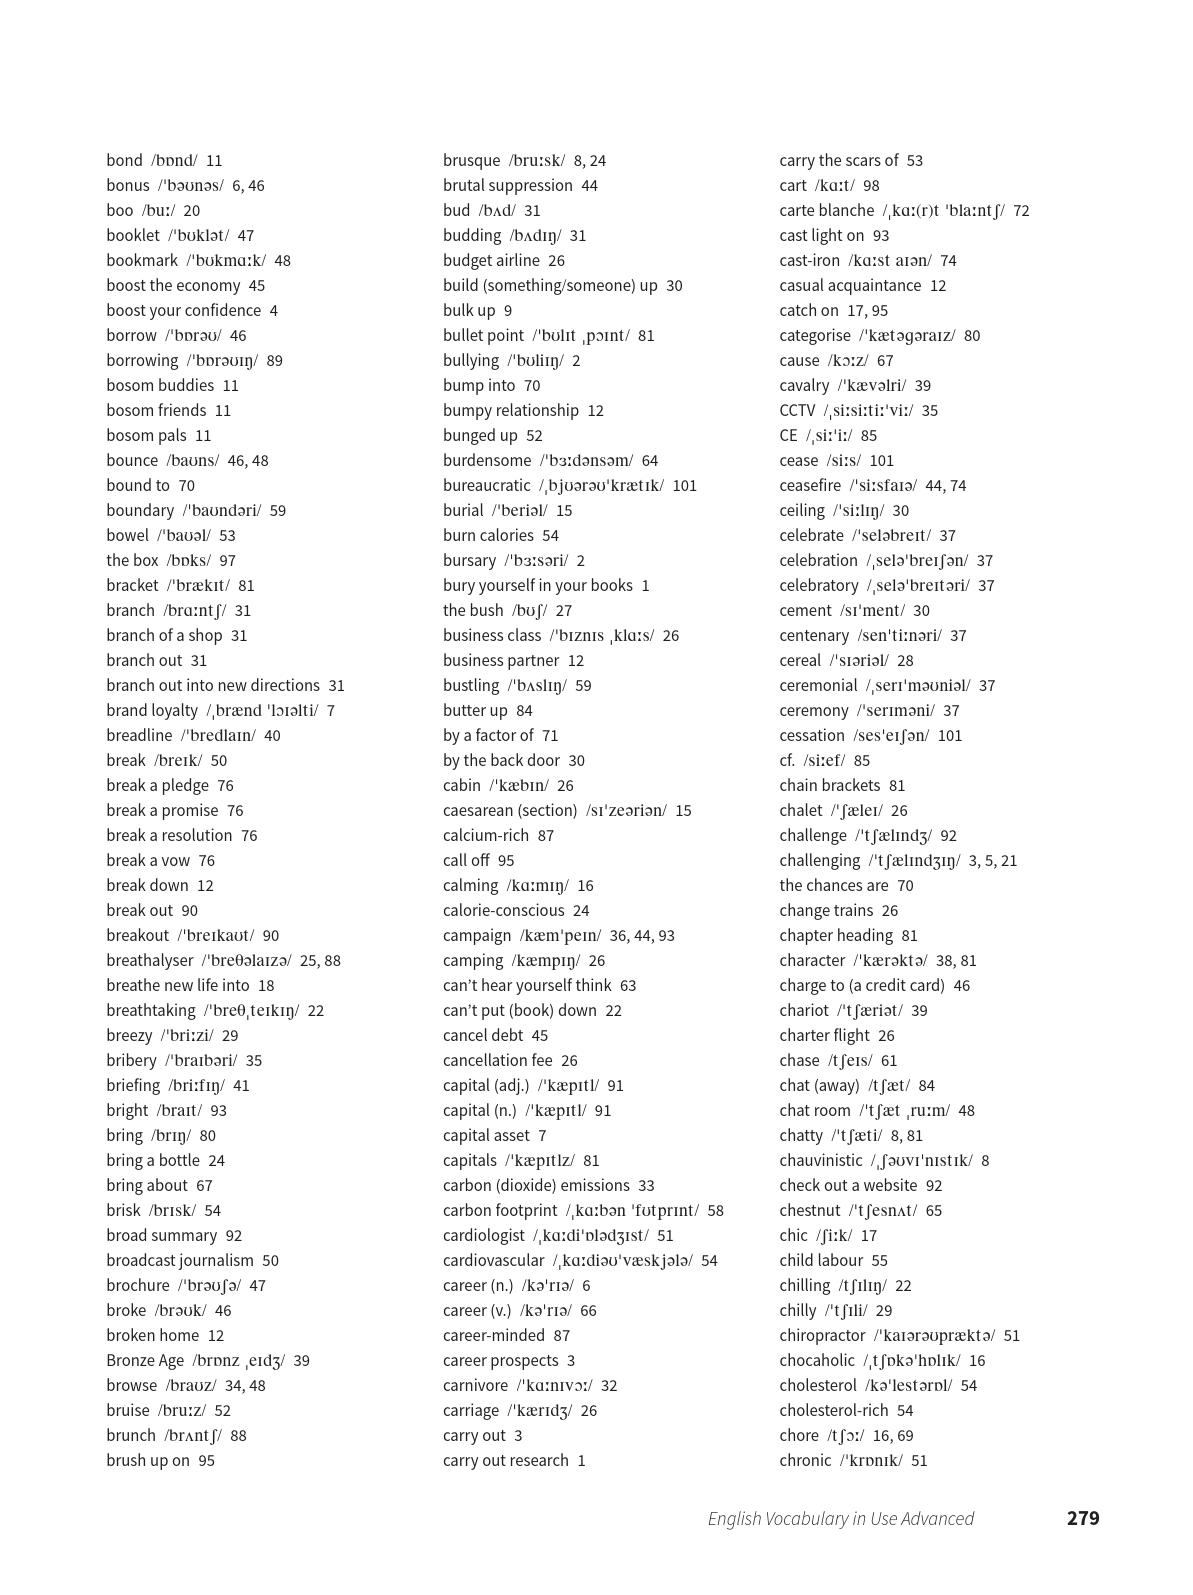 bond /bɒnd/ 11
bonus /ˈbəʊnəs/ 6, 46
boo /buː/ 20
booklet /ˈbʊklət/ 47
bookmark /ˈbʊkmɑːk/ 48
boost the economy 45
boost your confidence 4
borrow /ˈbɒrəʊ/ 46
borrowing /ˈbɒrəʊɪŋ/ 89
bosom buddies 11
bosom friends 11
bosom pals 11
bounce /baʊns/ 46, 48
bound to 70
boundary /ˈbaʊndəri/ 59
bowel /ˈbaʊəl/ 53
the box /bɒks/ 97
bracket /ˈbrækɪt/ 81
branch /brɑːntʃ/ 31
branch of a shop 31
branch out 31
branch out into new directions 31
brand loyalty /ˌbrænd ˈlɔɪəlti/ 7
breadline /ˈbredlaɪn/ 40
break /breɪk/ 50
break a pledge 76
break a promise 76
break a resolution 76
break a vow 76
break down 12
break out 90
breakout /ˈbreɪkaʊt/ 90
breathalyser /ˈbreθəlaɪzə/ 25, 88
breathe new life into 18
breathtaking /ˈbreθˌteɪkɪŋ/ 22
breezy /ˈbriːzi/ 29
bribery /ˈbraɪbəri/ 35
briefing /briːfɪŋ/ 41
bright /braɪt/ 93
bring /brɪŋ/ 80
bring a bottle 24
bring about 67
brisk /brɪsk/ 54
broad summary 92
broadcast journalism 50
brochure /ˈbrəʊʃə/ 47
broke /brəʊk/ 46
broken home 12
Bronze Age /brɒnz ˌeɪdʒ/ 39
browse /braʊz/ 34, 48
bruise /bruːz/ 52
brunch /brʌntʃ/ 88
brush up on 95
brusque /bruːsk/ 8, 24
brutal suppression 44
bud /bʌd/ 31
budding /bʌdɪŋ/ 31
budget airline 26
build (something/someone) up 30
bulk up 9
bullet point /ˈbʊlɪt ˌpɔɪnt/ 81
bullying /ˈbʊliɪŋ/ 2
bump into 70
bumpy relationship 12
bunged up 52
burdensome /ˈbɜːdənsəm/ 64
bureaucratic /ˌbjʊərəʊˈkrætɪk/ 101
burial /ˈberiəl/ 15
burn calories 54
bursary /ˈbɜːsəri/ 2
bury yourself in your books 1
the bush /bʊʃ/ 27
business class /ˈbɪznɪs ˌklɑːs/ 26
business partner 12
bustling /ˈbʌslɪŋ/ 59
butter up 84
by a factor of 71
by the back door 30
cabin /ˈkæbɪn/ 26
caesarean (section) /sɪˈzeəriən/ 15
calcium-rich 87
call off 95
calming /kɑːmɪŋ/ 16
calorie-conscious 24
campaign /kæmˈpeɪn/ 36, 44, 93
camping /kæmpɪŋ/ 26
can’t hear yourself think 63
can’t put (book) down 22
cancel debt 45
cancellation fee 26
capital (adj.) /ˈkæpɪtl/ 91
capital (n.) /ˈkæpɪtl/ 91
capital asset 7
capitals /ˈkæpɪtlz/ 81
carbon (dioxide) emissions 33
carbon footprint /ˌkɑːbən ˈfʊtprɪnt/ 58
cardiologist /ˌkɑːdiˈɒlədʒɪst/ 51
cardiovascular /ˌkɑːdiəʊˈvæskjələ/ 54
career (n.) /kəˈrɪə/ 6
career (v.) /kəˈrɪə/ 66
career-minded 87
career prospects 3
carnivore /ˈkɑːnɪvɔː/ 32
carriage /ˈkærɪdʒ/ 26
carry out 3
carry out research 1
carry the scars of 53
cart /kɑːt/ 98
carte blanche /ˌkɑː(r)t ˈblɑːntʃ/ 72
cast light on 93
cast-iron /kɑːst aɪən/ 74
casual acquaintance 12
catch on 17, 95
categorise /ˈkætəgəraɪz/ 80
cause /kɔːz/ 67
cavalry /ˈkævəlri/ 39
CCTV /ˌsiːsiːtiːˈviː/ 35
CE /ˌsiːˈiː/ 85
cease /siːs/ 101
ceasefire /ˈsiːsfaɪə/ 44, 74
ceiling /ˈsiːlɪŋ/ 30
celebrate /ˈseləbreɪt/ 37
celebration /ˌseləˈbreɪʃən/ 37
celebratory /ˌseləˈbreɪtəri/ 37
cement /sɪˈment/ 30
centenary /senˈtiːnəri/ 37
cereal /ˈsɪəriəl/ 28
ceremonial /ˌserɪˈməʊniəl/ 37
ceremony /ˈserɪməni/ 37
cessation /sesˈeɪʃən/ 101
cf. /siːef/ 85
chain brackets 81
chalet /ˈʃæleɪ/ 26
challenge /ˈtʃælɪndʒ/ 92
challenging /ˈtʃælɪndʒɪŋ/ 3, 5, 21
the chances are 70
change trains 26
chapter heading 81
character /ˈkærəktə/ 38, 81
charge to (a credit card) 46
chariot /ˈtʃæriət/ 39
charter flight 26
chase /tʃeɪs/ 61
chat (away) /tʃæt/ 84
chat room /ˈtʃæt ˌruːm/ 48
chatty /ˈtʃæti/ 8, 81
chauvinistic /ˌʃəʊvɪˈnɪstɪk/ 8
check out a website 92
chestnut /ˈtʃesnʌt/ 65
chic /ʃiːk/ 17
child labour 55
chilling /tʃɪlɪŋ/ 22
chilly /ˈtʃɪli/ 29
chiropractor /ˈkaɪərəʊpræktə/ 51
chocaholic /ˌtʃɒkəˈhɒlɪk/ 16
cholesterol /kəˈlestərɒl/ 54
cholesterol-rich 54
chore /tʃɔː/ 16, 69
chronic /ˈkrɒnɪk/ 51
English Vocabulary in Use Advanced 279